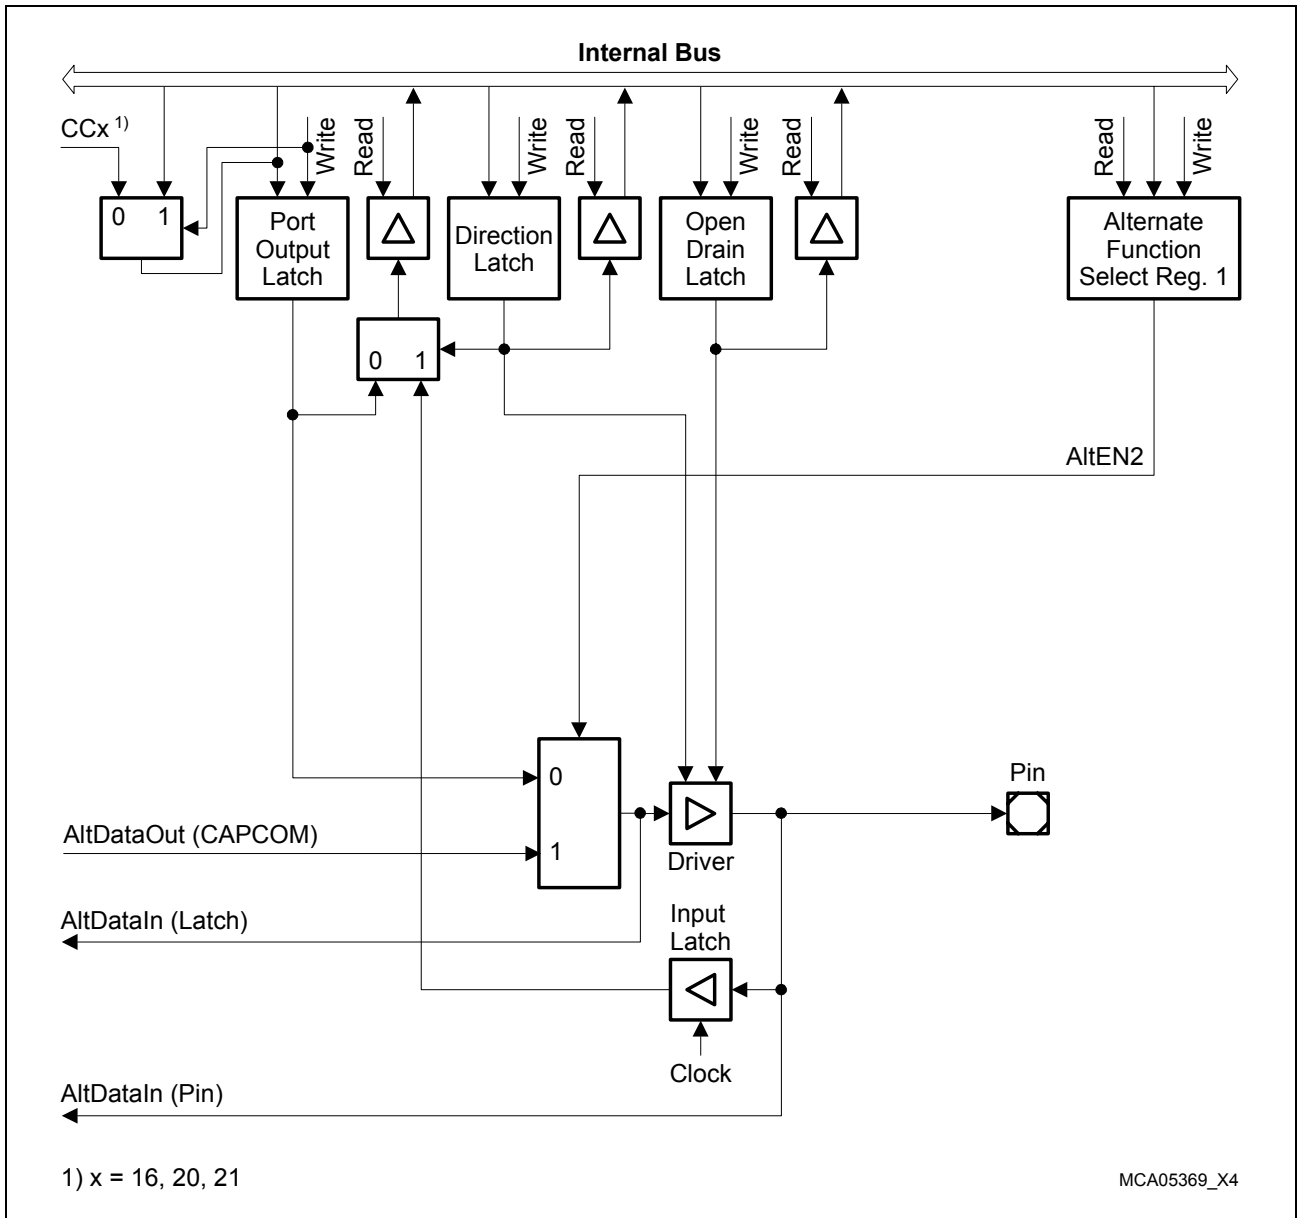 Internal Bus
CCx 1)
Write
Read
Write
Read
Write
Read
Read
Write
0 1
Port
Output
Latch
Direction
Latch
Open
Drain
Latch
Alternate
Function
Select Reg. 1
0 1
AltEN2
0
1
Pin
AltDataOut (CAPCOM)
Driver
AltDataIn (Latch)
Input
Latch
Clock
AltDataIn (Pin)
1) x = 16, 20, 21
MCA05369_X4